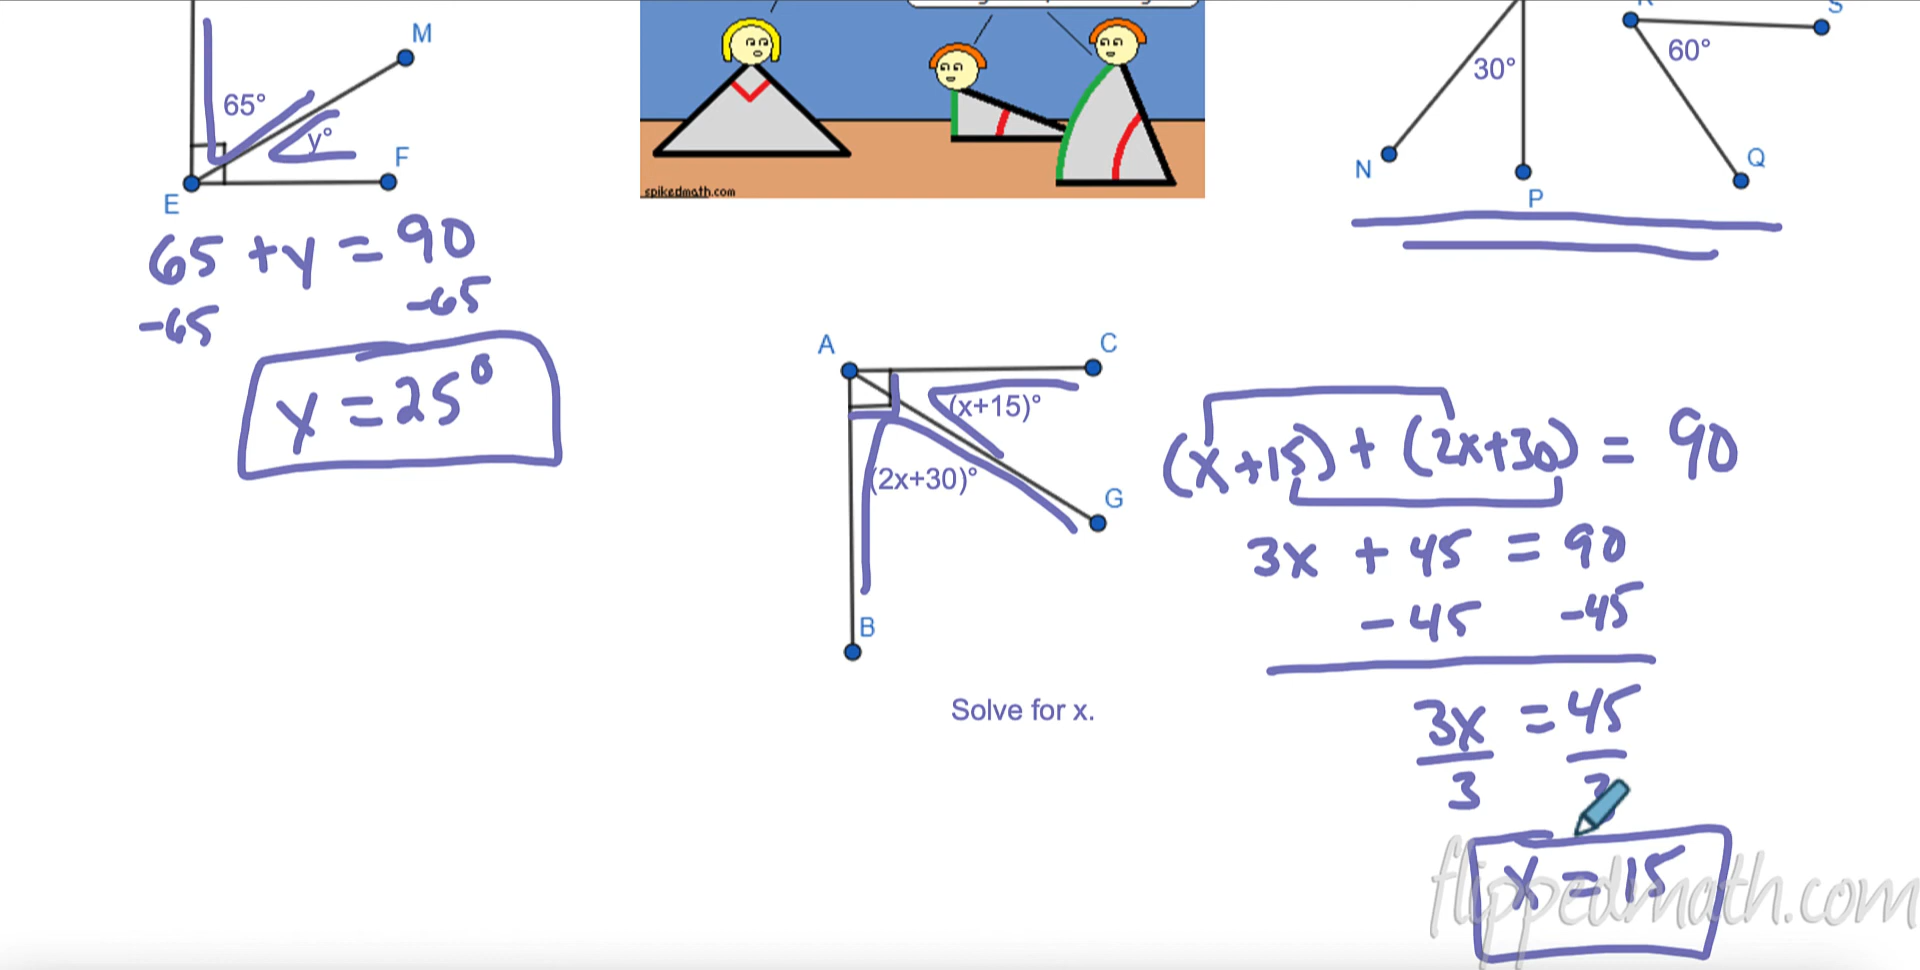 M
65°
y°
F
E
65 + y = 90
-65 -65
y = 25°
spikedmath.com
30°
N
P
60°
Q
A
C
(x+15)°
(2x+30)°
G
B
Solve for x.
(x+15) + (2x+30) = 90
3x + 45 = 90
- 45 -45
3x = 45
3 3
x = 15
flippedmath.com